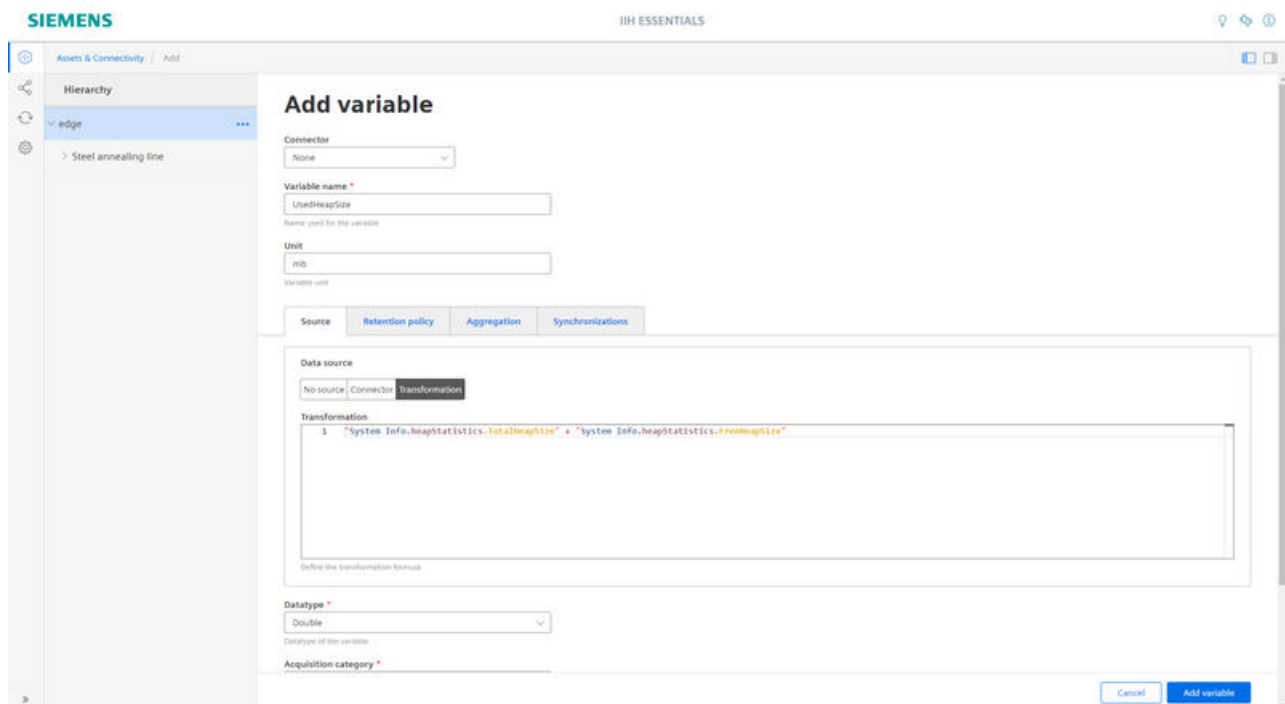 SIEMENS
IIH ESSENTIALS
Assets & Connectivity / Add
Hierarchy
edge
Steel annealing line
Add variable
Connector
None
Variable name *
UsedHeapSize
Name used for the variable
Unit
mb
Variable unit
Source Retention policy Aggregation Synchronizations
Data source
No source Connector Transformation
Transformation
1 "System Info.heapStatistics.TotalHeapSize" + "System Info.heapStatistics.FreeHeapSize"
Define the transformation formula
Datatype *
Double
Datatype of the variable
Acquisition category *
Cancel Add variable